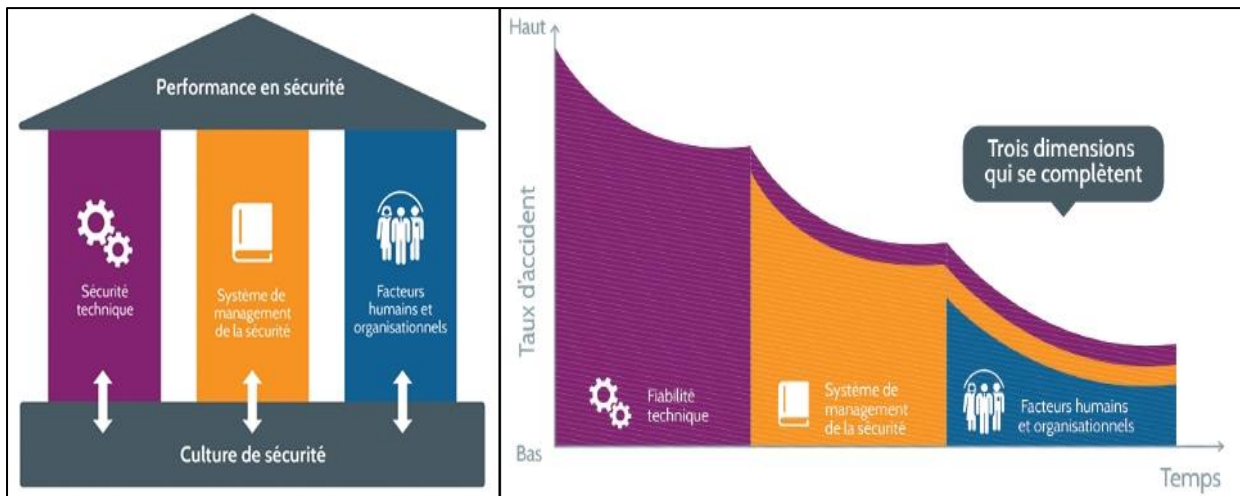 Performance en sécurité
Sécurité
technique
Système de
management
de la sécurité
Facteurs
humains et
organisationnels
Culture de sécurité
Haut
Taux d'accident
Bas
Trois dimensions
qui se complètent
Fiabilité
technique
Système de
management
de la sécurité
Facteurs humains
et organisationnels
Temps